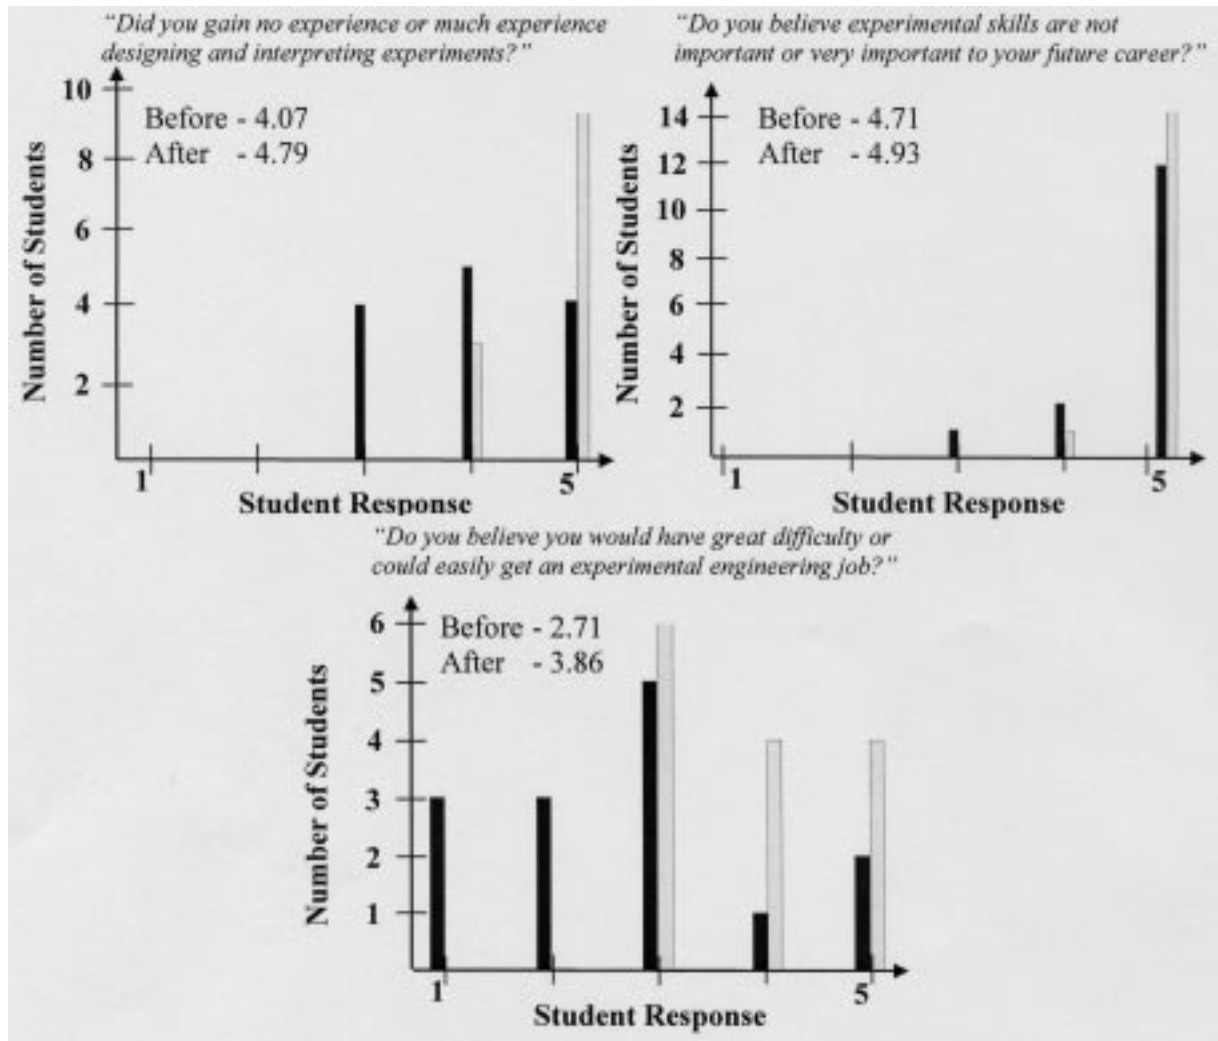 "Did you gain no experience or much experience
designing and interpreting experiments?"
10
8
6
4
2
Before - 4.07
After - 4.79
Number of Students
1
5
Student Response
"Do you believe experimental skills are not
important or very important to your future career?"
14
12
10
8
6
4
2
Before - 4.71
After - 4.93
Number of Students
1
5
Student Response
"Do you believe you would have great difficulty or
could easily get an experimental engineering job?"
6
5
4
3
2
1
Before - 2.71
After - 3.86
Number of Students
1
5
Student Response